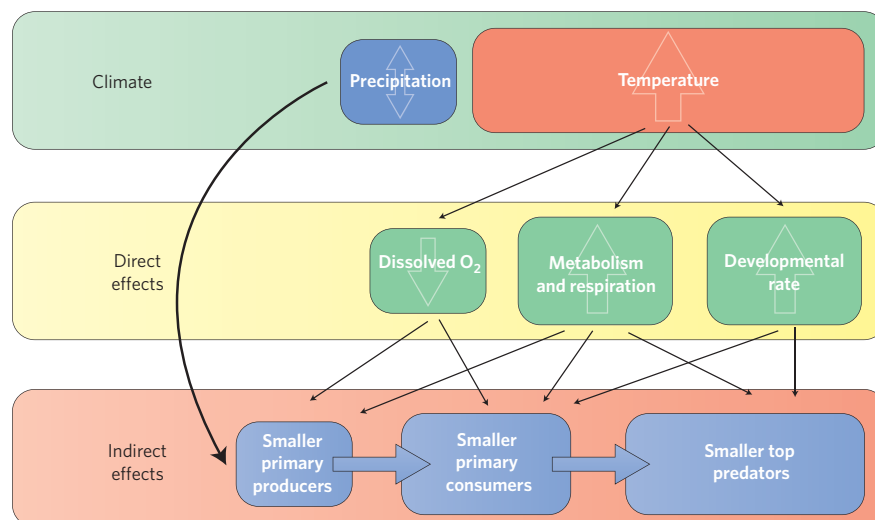 Climate
Precipitation
Temperature
Direct
effects
Dissolved O₂
Metabolism
and respiration
Developmental
rate
Indirect
effects
Smaller
primary
producers
Smaller
primary
consumers
Smaller top
predators